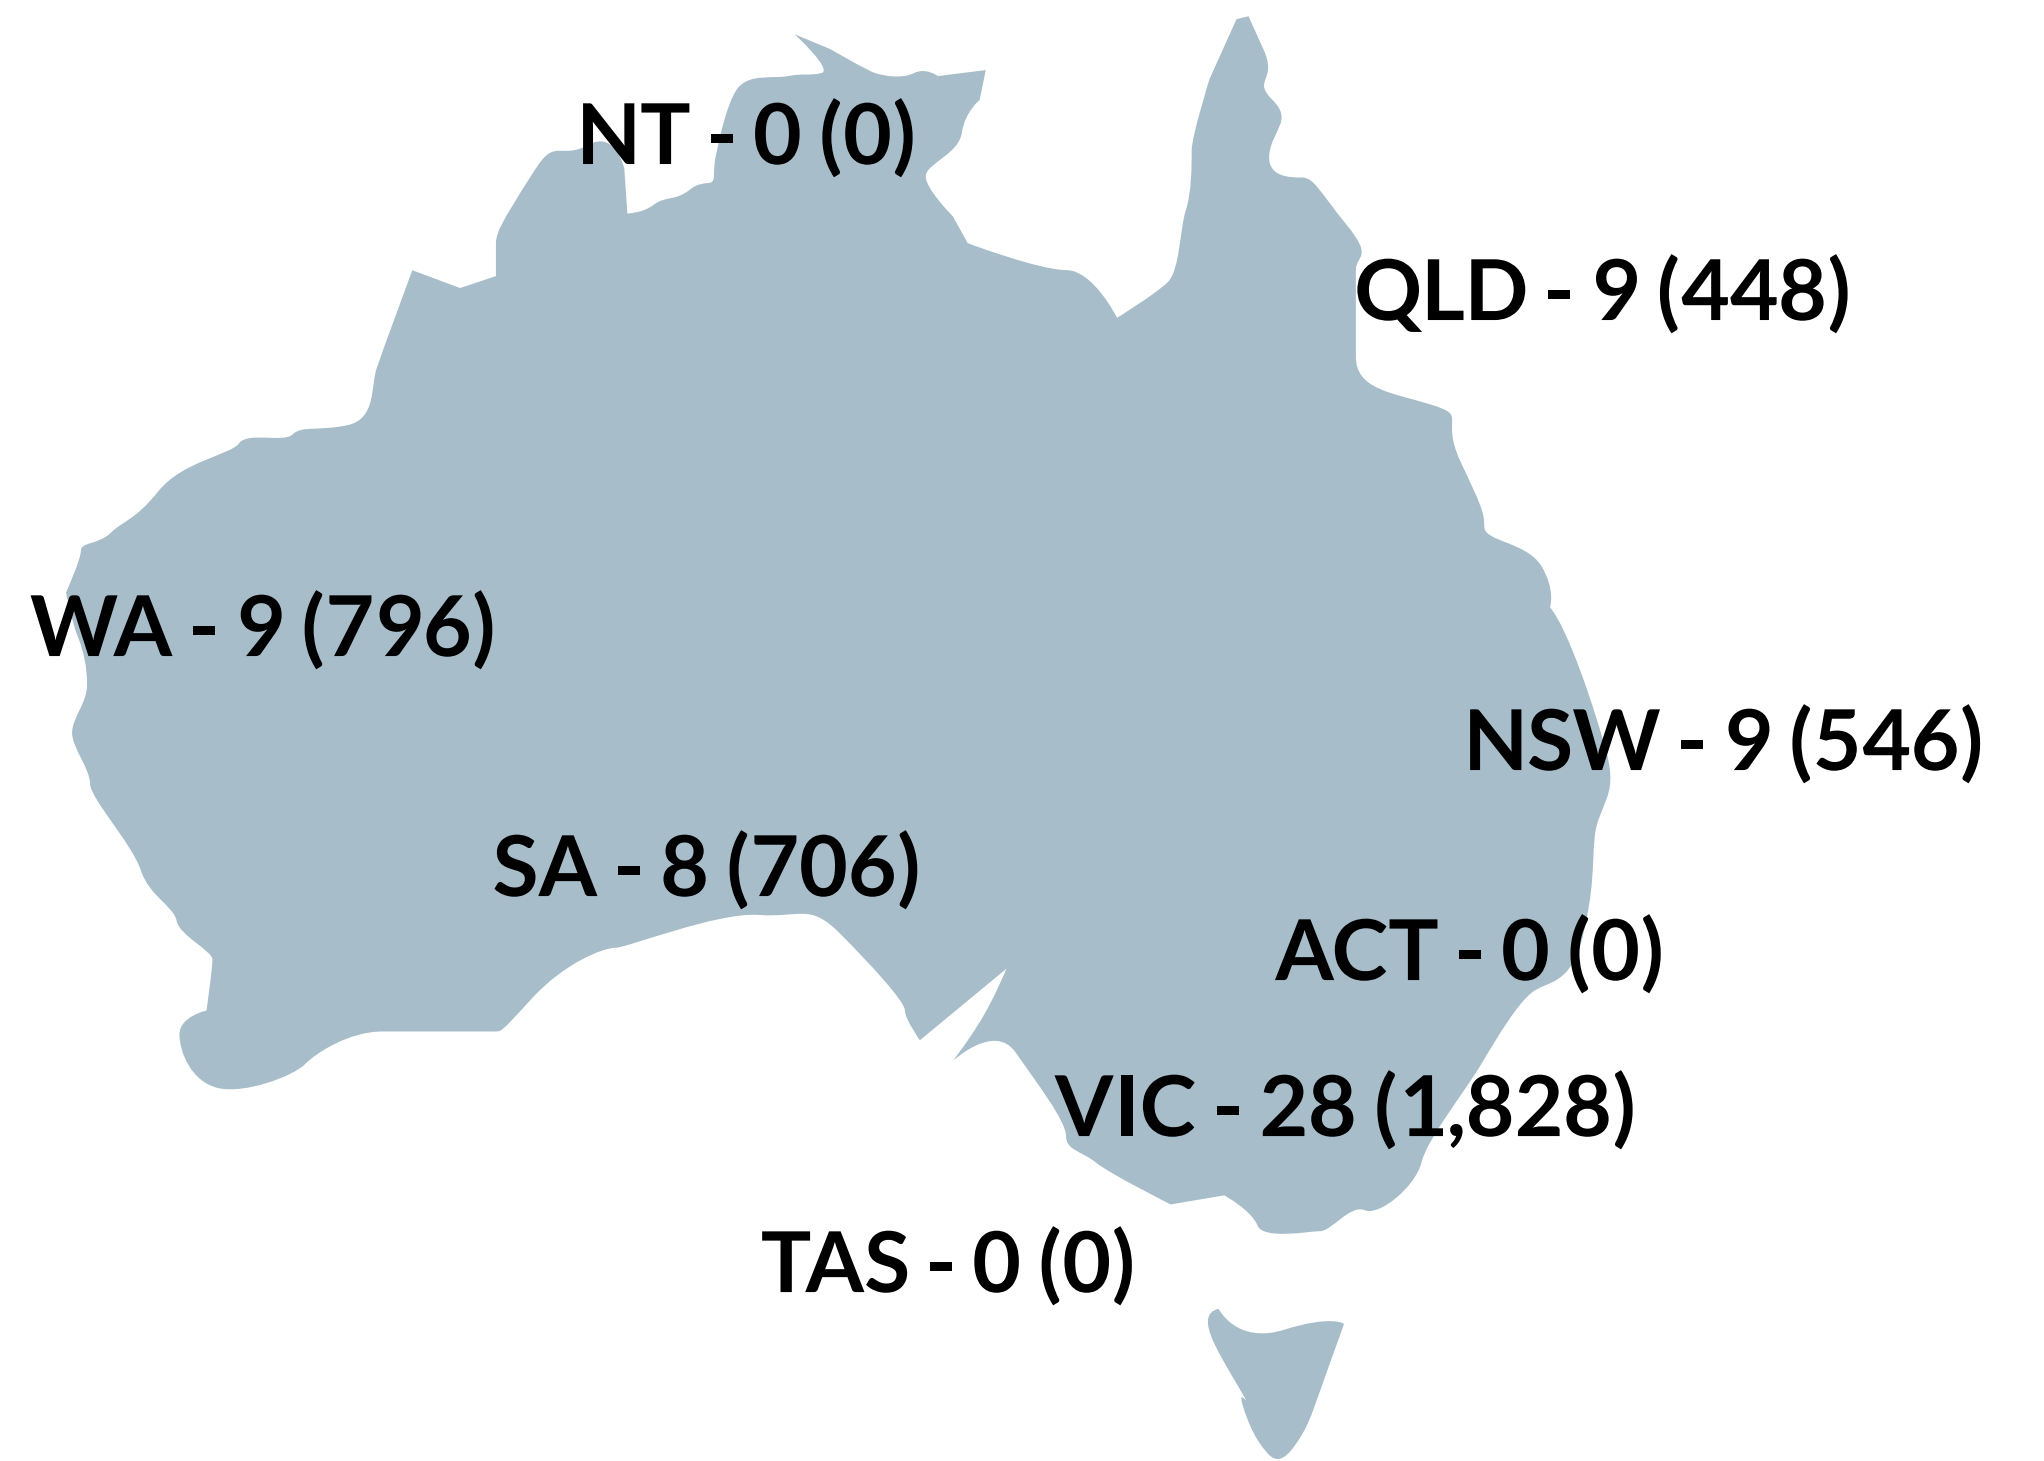 NT - 0 (0)
QLD - 9 (448)
WA - 9 (796)
NSW - 9 (546)
SA - 8 (706)
ACT - 0 (0)
VIC - 28 (1,828)
TAS - 0 (0)